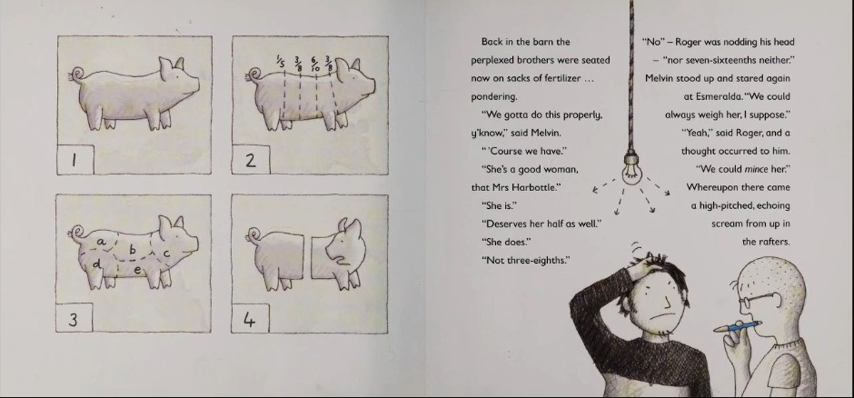 1
1/5 3/8 6/10 3/8
2
a
b
c
d
e
3
4
Back in the barn the
perplexed brothers were seated
now on sacks of fertilizer …
pondering.
“We gotta do this properly,
y’know,” said Melvin.
“ ’Course we have.”
“She’s a good woman,
that Mrs Harbottle.”
“She is.”
“Deserves her half as well.”
“She does.”
“Not three-eighths.”
“No” – Roger was nodding his head
– “nor seven-sixteenths neither.”
Melvin stood up and stared again
at Esmeralda. “We could
always weigh her, I suppose.”
“Yeah,” said Roger, and a
thought occurred to him.
“We could mince her.”
Whereupon there came
a high-pitched, echoing
scream from up in
the rafters.